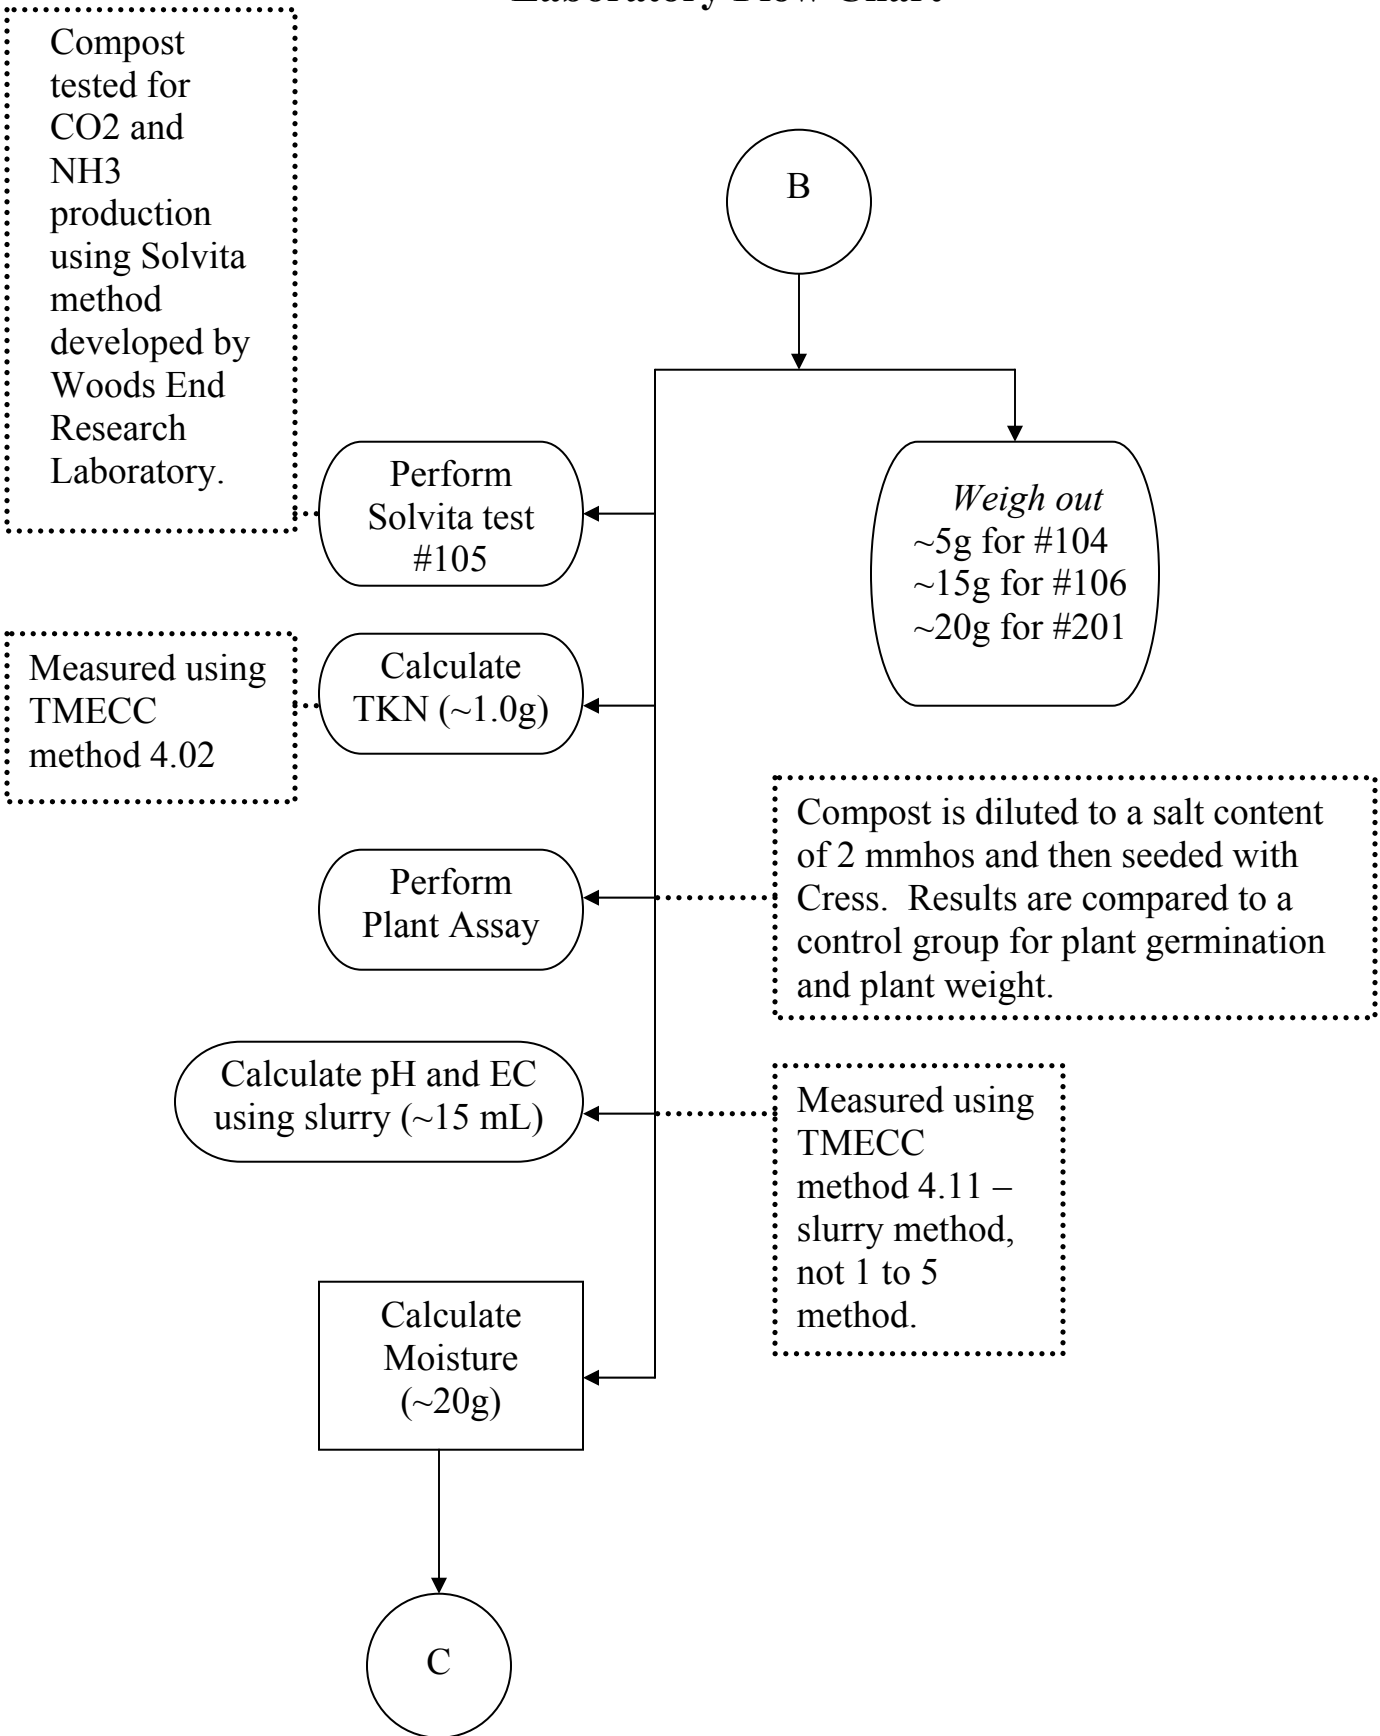 Laboratory Flow Chart
Compost
tested for
CO2 and
NH3
production
using Solvita
method
developed by
Woods End
Research
Laboratory.
B
Perform
Solvita test
#105
Weigh out
~5g for #104
~15g for #106
~20g for #201
Measured using
TMECC
method 4.02
Calculate
TKN (~1.0g)
Compost is diluted to a salt content
of 2 mmhos and then seeded with
Cress. Results are compared to a
control group for plant germination
and plant weight.
Perform
Plant Assay
Calculate pH and EC
using slurry (~15 mL)
Measured using
TMECC
method 4.11 –
slurry method,
not 1 to 5
method.
Calculate
Moisture
(~20g)
C